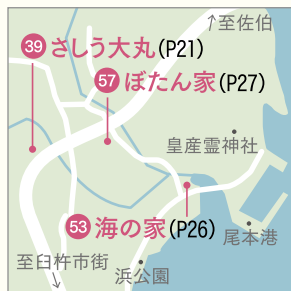 ↑至佐伯
39 さしう大丸(P21)
57 ぼたん家(P27)
皇産霊神社
53 海の家(P26)
尾本港
至臼杵市街
↓
浜公園